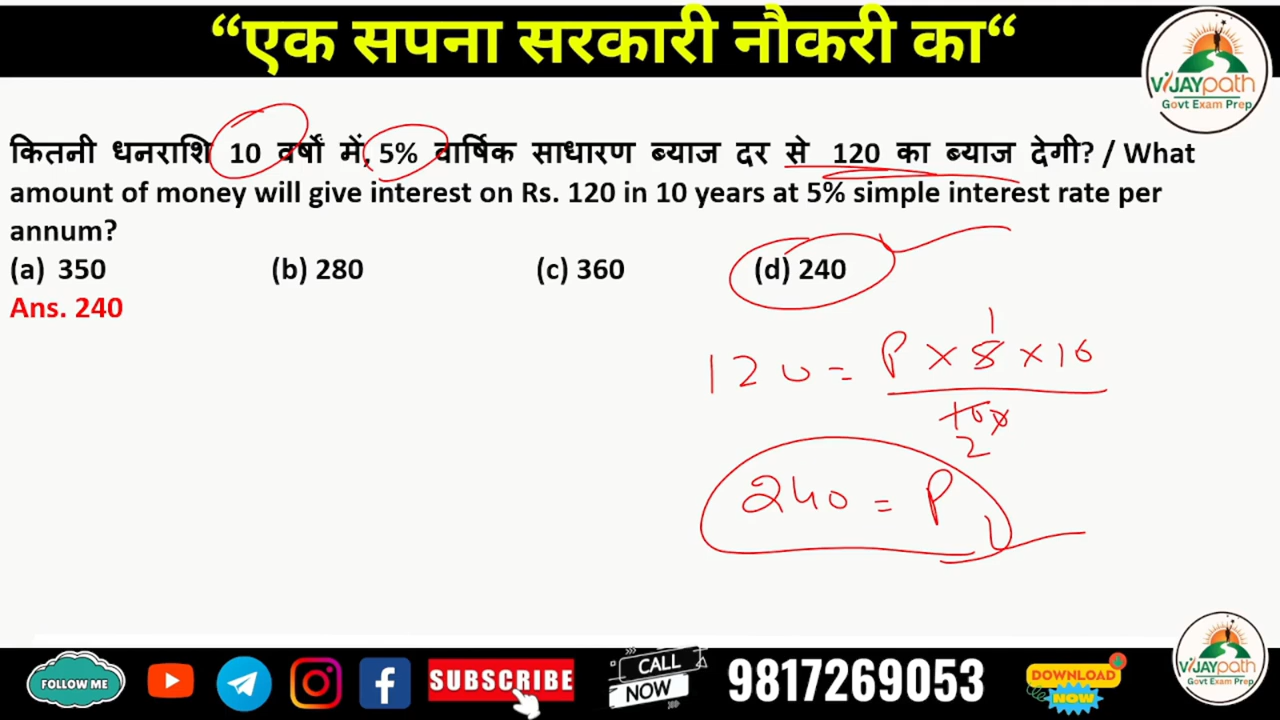 “एक सपना सरकारी नौकरी का“
ViJAYpath
Govt Exam Prep
कितनी धनराशि 10 वर्षों में, 5% वार्षिक साधारण ब्याज दर से 120 का ब्याज देगी? / What
amount of money will give interest on Rs. 120 in 10 years at 5% simple interest rate per
annum?
(a) 350 (b) 280 (c) 360 (d) 240
Ans. 240
1
120 = P × 5 × 10
100
2
240 = P
ViJAYpath
Govt Exam Prep
FOLLOW ME
f
SUBSCRIBE
CALL
NOW
9817269053
DOWNLOAD
NOW